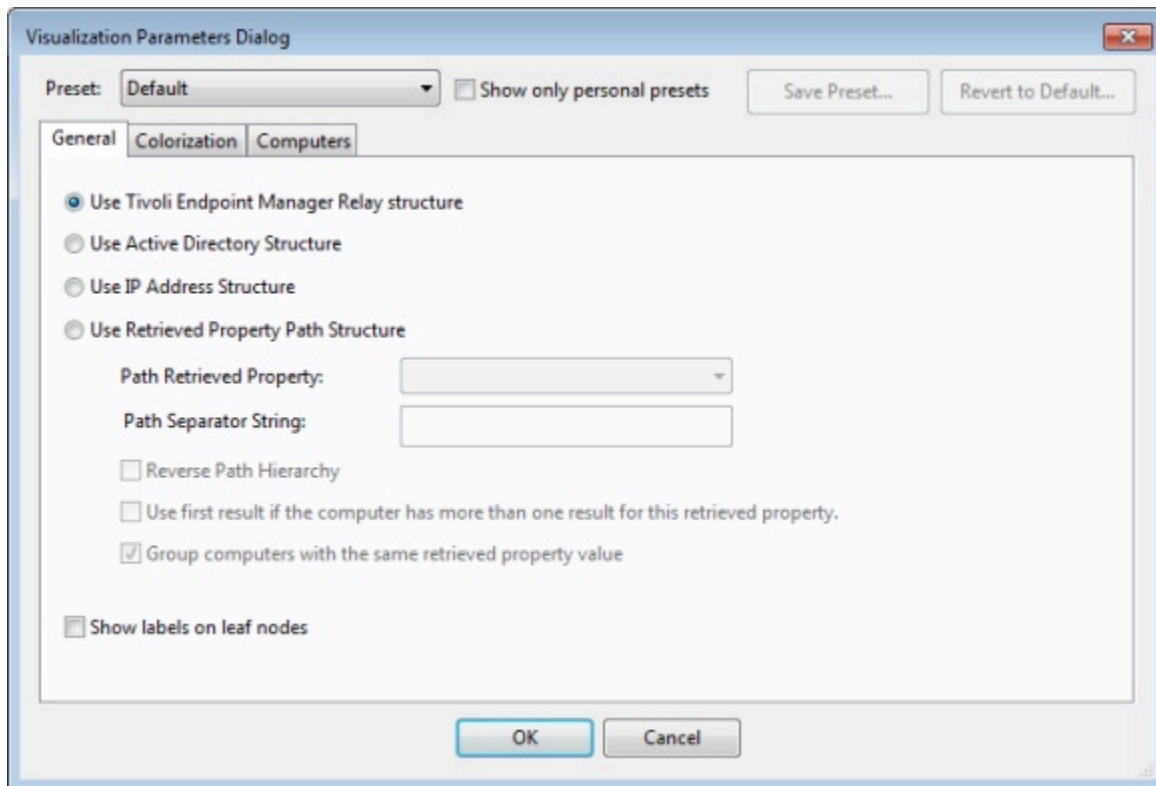 Visualization Parameters Dialog
Preset: Default Show only personal presets Save Preset... Revert to Default...
General Colorization Computers
Use Tivoli Endpoint Manager Relay structure
Use Active Directory Structure
Use IP Address Structure
Use Retrieved Property Path Structure
Path Retrieved Property:
Path Separator String:
Reverse Path Hierarchy
Use first result if the computer has more than one result for this retrieved property.
Group computers with the same retrieved property value
Show labels on leaf nodes
OK Cancel